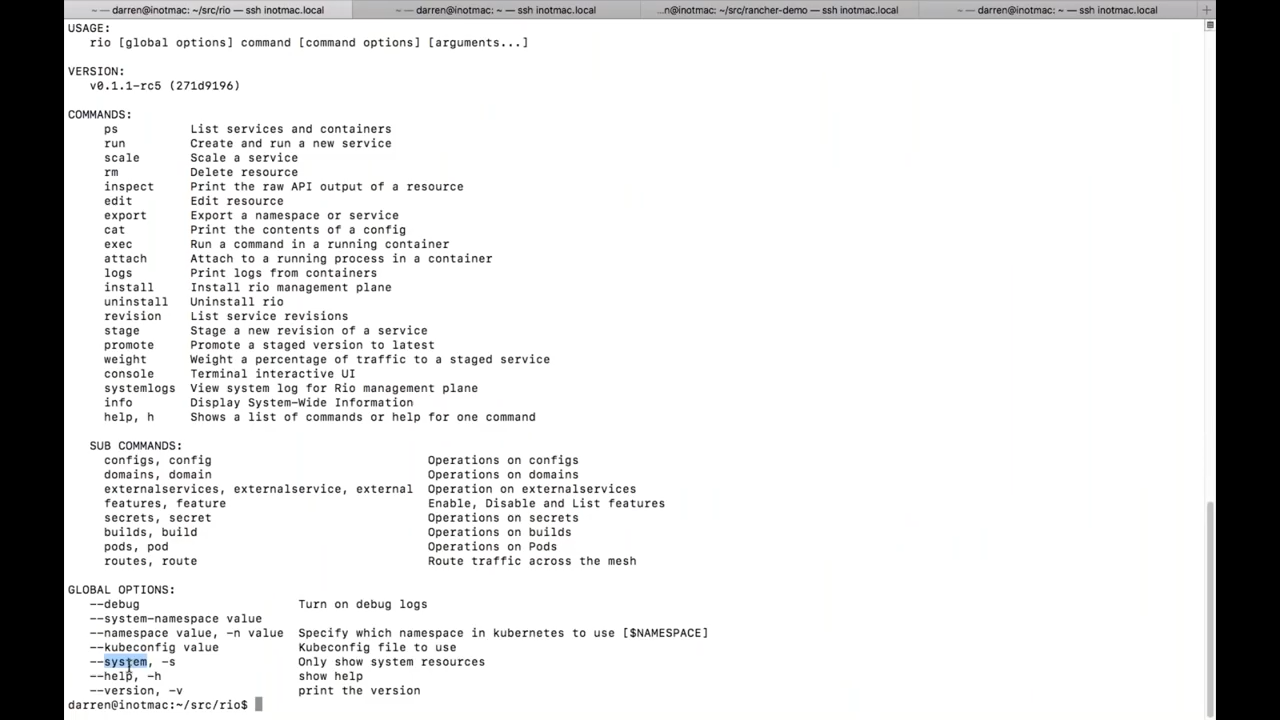 ~ — darren@inotmac: ~/src/rio — ssh inotmac.local
~ — darren@inotmac: ~ — ssh inotmac.local
...n@inotmac: ~/src/rancher-demo — ssh inotmac.local
~ — darren@inotmac: ~ — ssh inotmac.local
USAGE:
rio [global options] command [command options] [arguments...]
VERSION:
v0.1.1-rc5 (271d9196)
COMMANDS:
ps List services and containers
run Create and run a new service
scale Scale a service
rm Delete resource
inspect Print the raw API output of a resource
edit Edit resource
export Export a namespace or service
cat Print the contents of a config
exec Run a command in a running container
attach Attach to a running process in a container
logs Print logs from containers
install Install rio management plane
uninstall Uninstall rio
revision List service revisions
stage Stage a new revision of a service
promote Promote a staged version to latest
weight Weight a percentage of traffic to a staged service
console Terminal interactive UI
systemlogs View system log for Rio management plane
info Display System-Wide Information
help, h Shows a list of commands or help for one command
SUB COMMANDS:
configs, config Operations on configs
domains, domain Operations on domains
externalservices, externalservice, external Operation on externalservices
features, feature Enable, Disable and List features
secrets, secret Operations on secrets
builds, build Operations on builds
pods, pod Operations on Pods
routes, route Route traffic across the mesh
GLOBAL OPTIONS:
--debug Turn on debug logs
--system-namespace value
--namespace value, -n value Specify which namespace in kubernetes to use [$NAMESPACE]
--kubeconfig value Kubeconfig file to use
--system, -s Only show system resources
--help, -h show help
--version, -v print the version
darren@inotmac:~/src/rio$